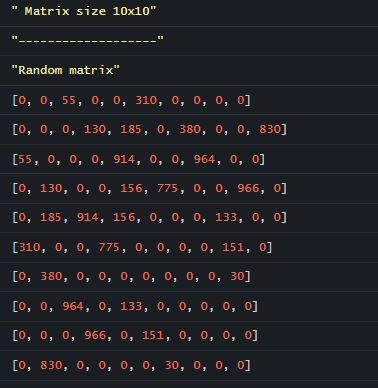 " Matrix size 10x10"
"-------------------"
"Random matrix"
[0, 0, 55, 0, 0, 310, 0, 0, 0, 0]
[0, 0, 0, 130, 185, 0, 380, 0, 0, 830]
[55, 0, 0, 0, 914, 0, 0, 964, 0, 0]
[0, 130, 0, 0, 156, 775, 0, 0, 966, 0]
[0, 185, 914, 156, 0, 0, 0, 133, 0, 0]
[310, 0, 0, 775, 0, 0, 0, 0, 151, 0]
[0, 380, 0, 0, 0, 0, 0, 0, 0, 30]
[0, 0, 964, 0, 133, 0, 0, 0, 0, 0]
[0, 0, 0, 966, 0, 151, 0, 0, 0, 0]
[0, 830, 0, 0, 0, 0, 30, 0, 0, 0]